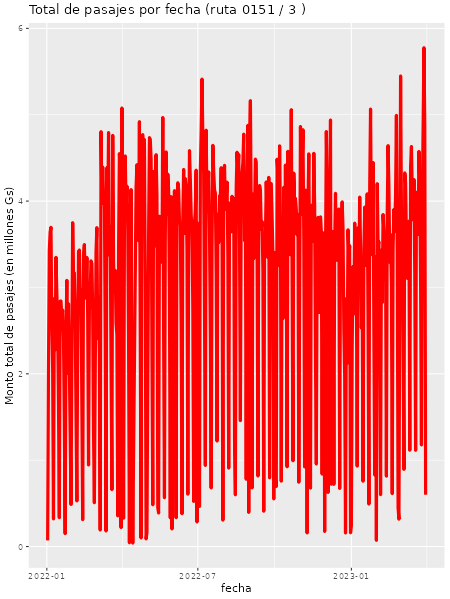 Total de pasajes por fecha (ruta 0151 / 3 )
Monto total de pasajes (en millones Gs)
6
4
2
0
2022-01
2022-07
2023-01
fecha